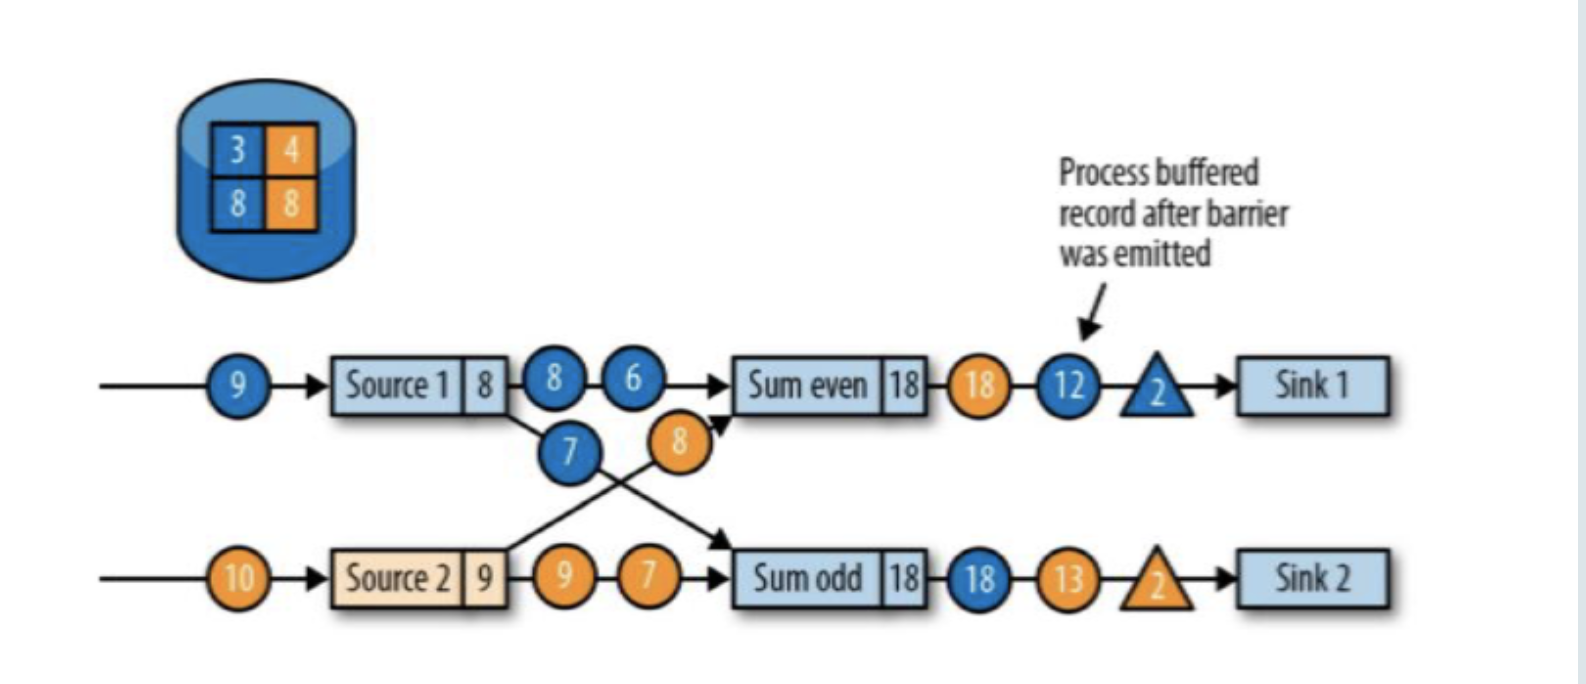 3 4
8 8
Process buffered
record after barrier
was emitted
9 Source 1 8 8 6 Sum even 18 18 12 2 Sink 1
7 8
10 Source 2 9 9 7 Sum odd 18 18 13 2 Sink 2